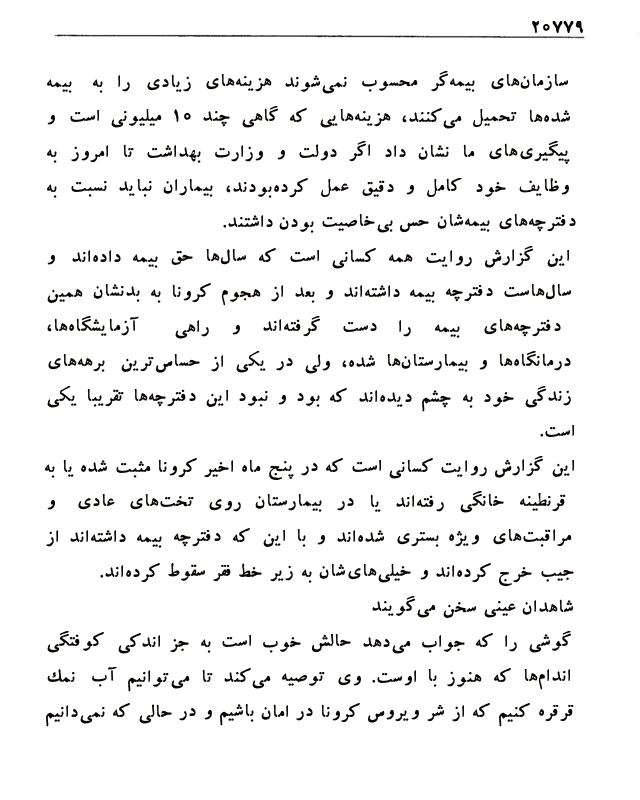 ۲۰۷۷۹
سازمان‌های بیمه‌گر محسوب نمی‌شوند هزینه‌های زیادی را به بیمه
شده‌ها تحمیل می‌کنند، هزینه‌هایی که گاهی چند ۱۰ میلیونی است و
پیگیری‌های ما نشان داد اگر دولت و وزارت بهداشت تا امروز به
وظایف خود کامل و دقیق عمل کرده‌بودند، بیماران نباید نسبت به
دفترچه‌های بیمه‌شان حس بی‌خاصیت بودن داشتند.
این گزارش روایت همه کسانی است که سال‌ها حق بیمه داده‌اند و
سال‌هاست دفترچه بیمه داشته‌اند و بعد از هجوم کرونا به بدنشان همین
دفترچه‌های بیمه را دست گرفته‌اند و راهی آزمایشگاه‌ها،
درمانگاه‌ها و بیمارستان‌ها شده، ولی در یکی از حساس‌ترین برهه‌های
زندگی خود به چشم دیده‌اند که بود و نبود این دفترچه‌ها تقریبا یکی
است.
این گزارش روایت کسانی است که در پنج ماه اخیر کرونا مثبت شده یا به
قرنطینه خانگی رفته‌اند یا در بیمارستان روی تخت‌های عادی و
مراقبت‌های ویژه بستری شده‌اند و با این که دفترچه بیمه داشته‌اند از
جیب خرج کرده‌اند و خیلی‌های‌شان به زیر خط فقر سقوط کرده‌اند.
شاهدان عینی سخن می‌گویند
گوشی را که جواب می‌دهد حالش خوب است به جز اندکی کوفتگی
اندام‌ها که هنوز با اوست. وی توصیه می‌کند تا می‌توانیم آب نمك
قرقره کنیم که از شر ویروس کرونا در امان باشیم و در حالی که نمی‌دانیم